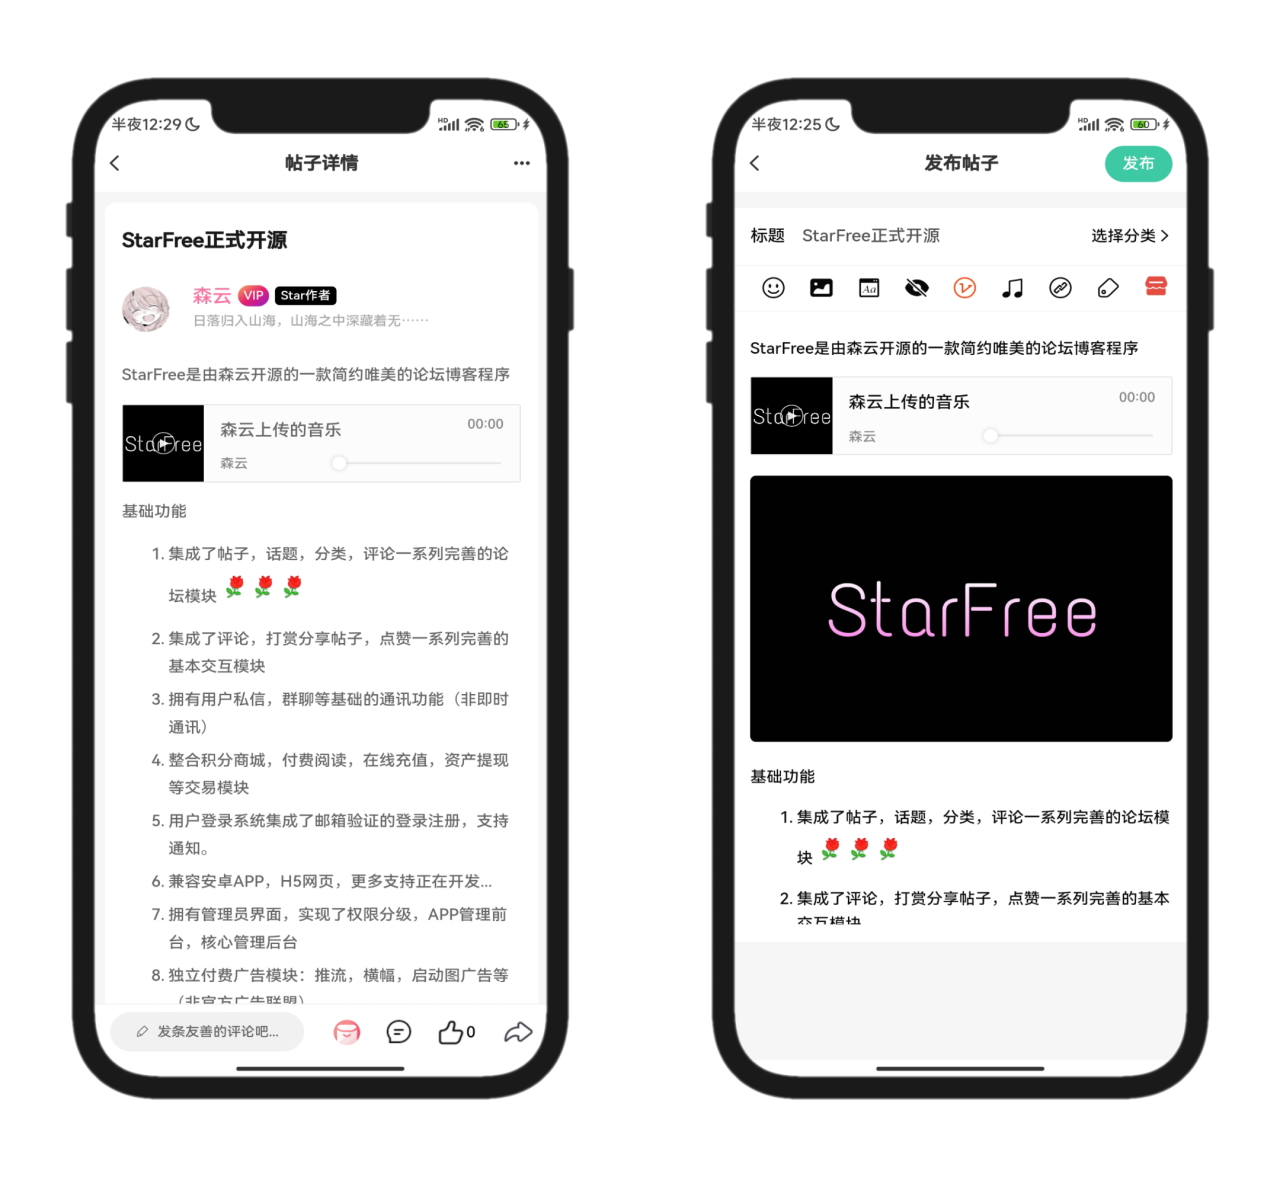 半夜12:29
HD
65
帖子详情
StarFree正式开源
森云 VIP Star作者
日落归入山海，山海之中深藏着无……
StarFree是由森云开源的一款简约唯美的论坛博客程序
StarFree
森云上传的音乐
00:00
森云
基础功能
1. 集成了帖子，话题，分类，评论一系列完善的论
坛模块
2. 集成了评论，打赏分享帖子，点赞一系列完善的
基本交互模块
3. 拥有用户私信，群聊等基础的通讯功能（非即时
通讯）
4. 整合积分商城，付费阅读，在线充值，资产提现
等交易模块
5. 用户登录系统集成了邮箱验证的登录注册，支持
通知。
6. 兼容安卓APP，H5网页，更多支持正在开发...
7. 拥有管理员界面，实现了权限分级，APP管理前
台，核心管理后台
8. 独立付费广告模块：推流，横幅，启动图广告等
（非官方广告联盟）
发条友善的评论吧...
0
半夜12:25
HD
60
发布帖子
发布
标题 StarFree正式开源
选择分类
Aa
StarFree是由森云开源的一款简约唯美的论坛博客程序
StarFree
森云上传的音乐
00:00
森云
StarFree
基础功能
1. 集成了帖子，话题，分类，评论一系列完善的论坛模
块
2. 集成了评论，打赏分享帖子，点赞一系列完善的基本
交互模块